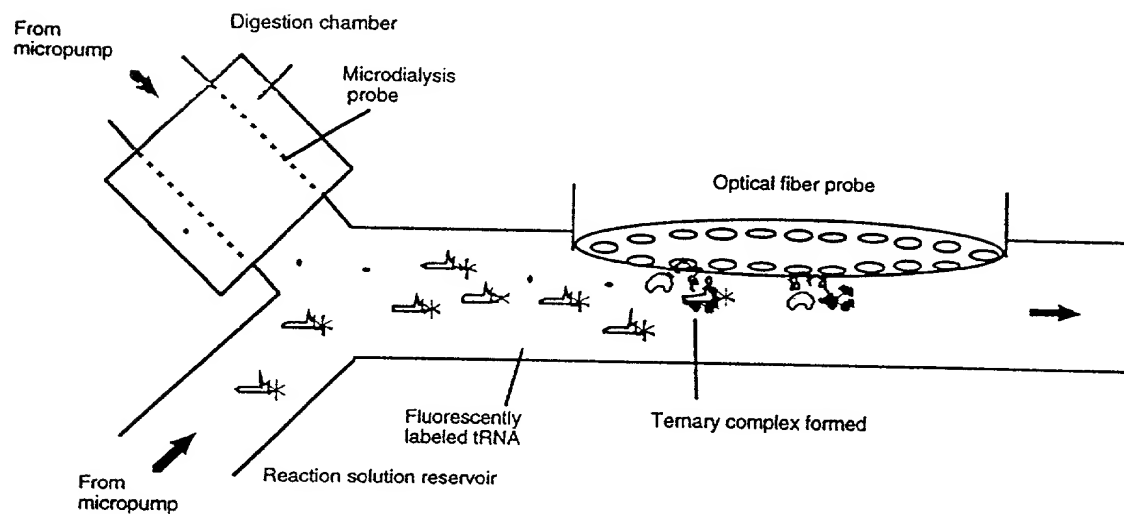 From
micropump
Digestion chamber
Microdialysis
probe
Optical fiber probe
Fluorescently
labeled tRNA
Ternary complex formed
Reaction solution reservoir
From
micropump